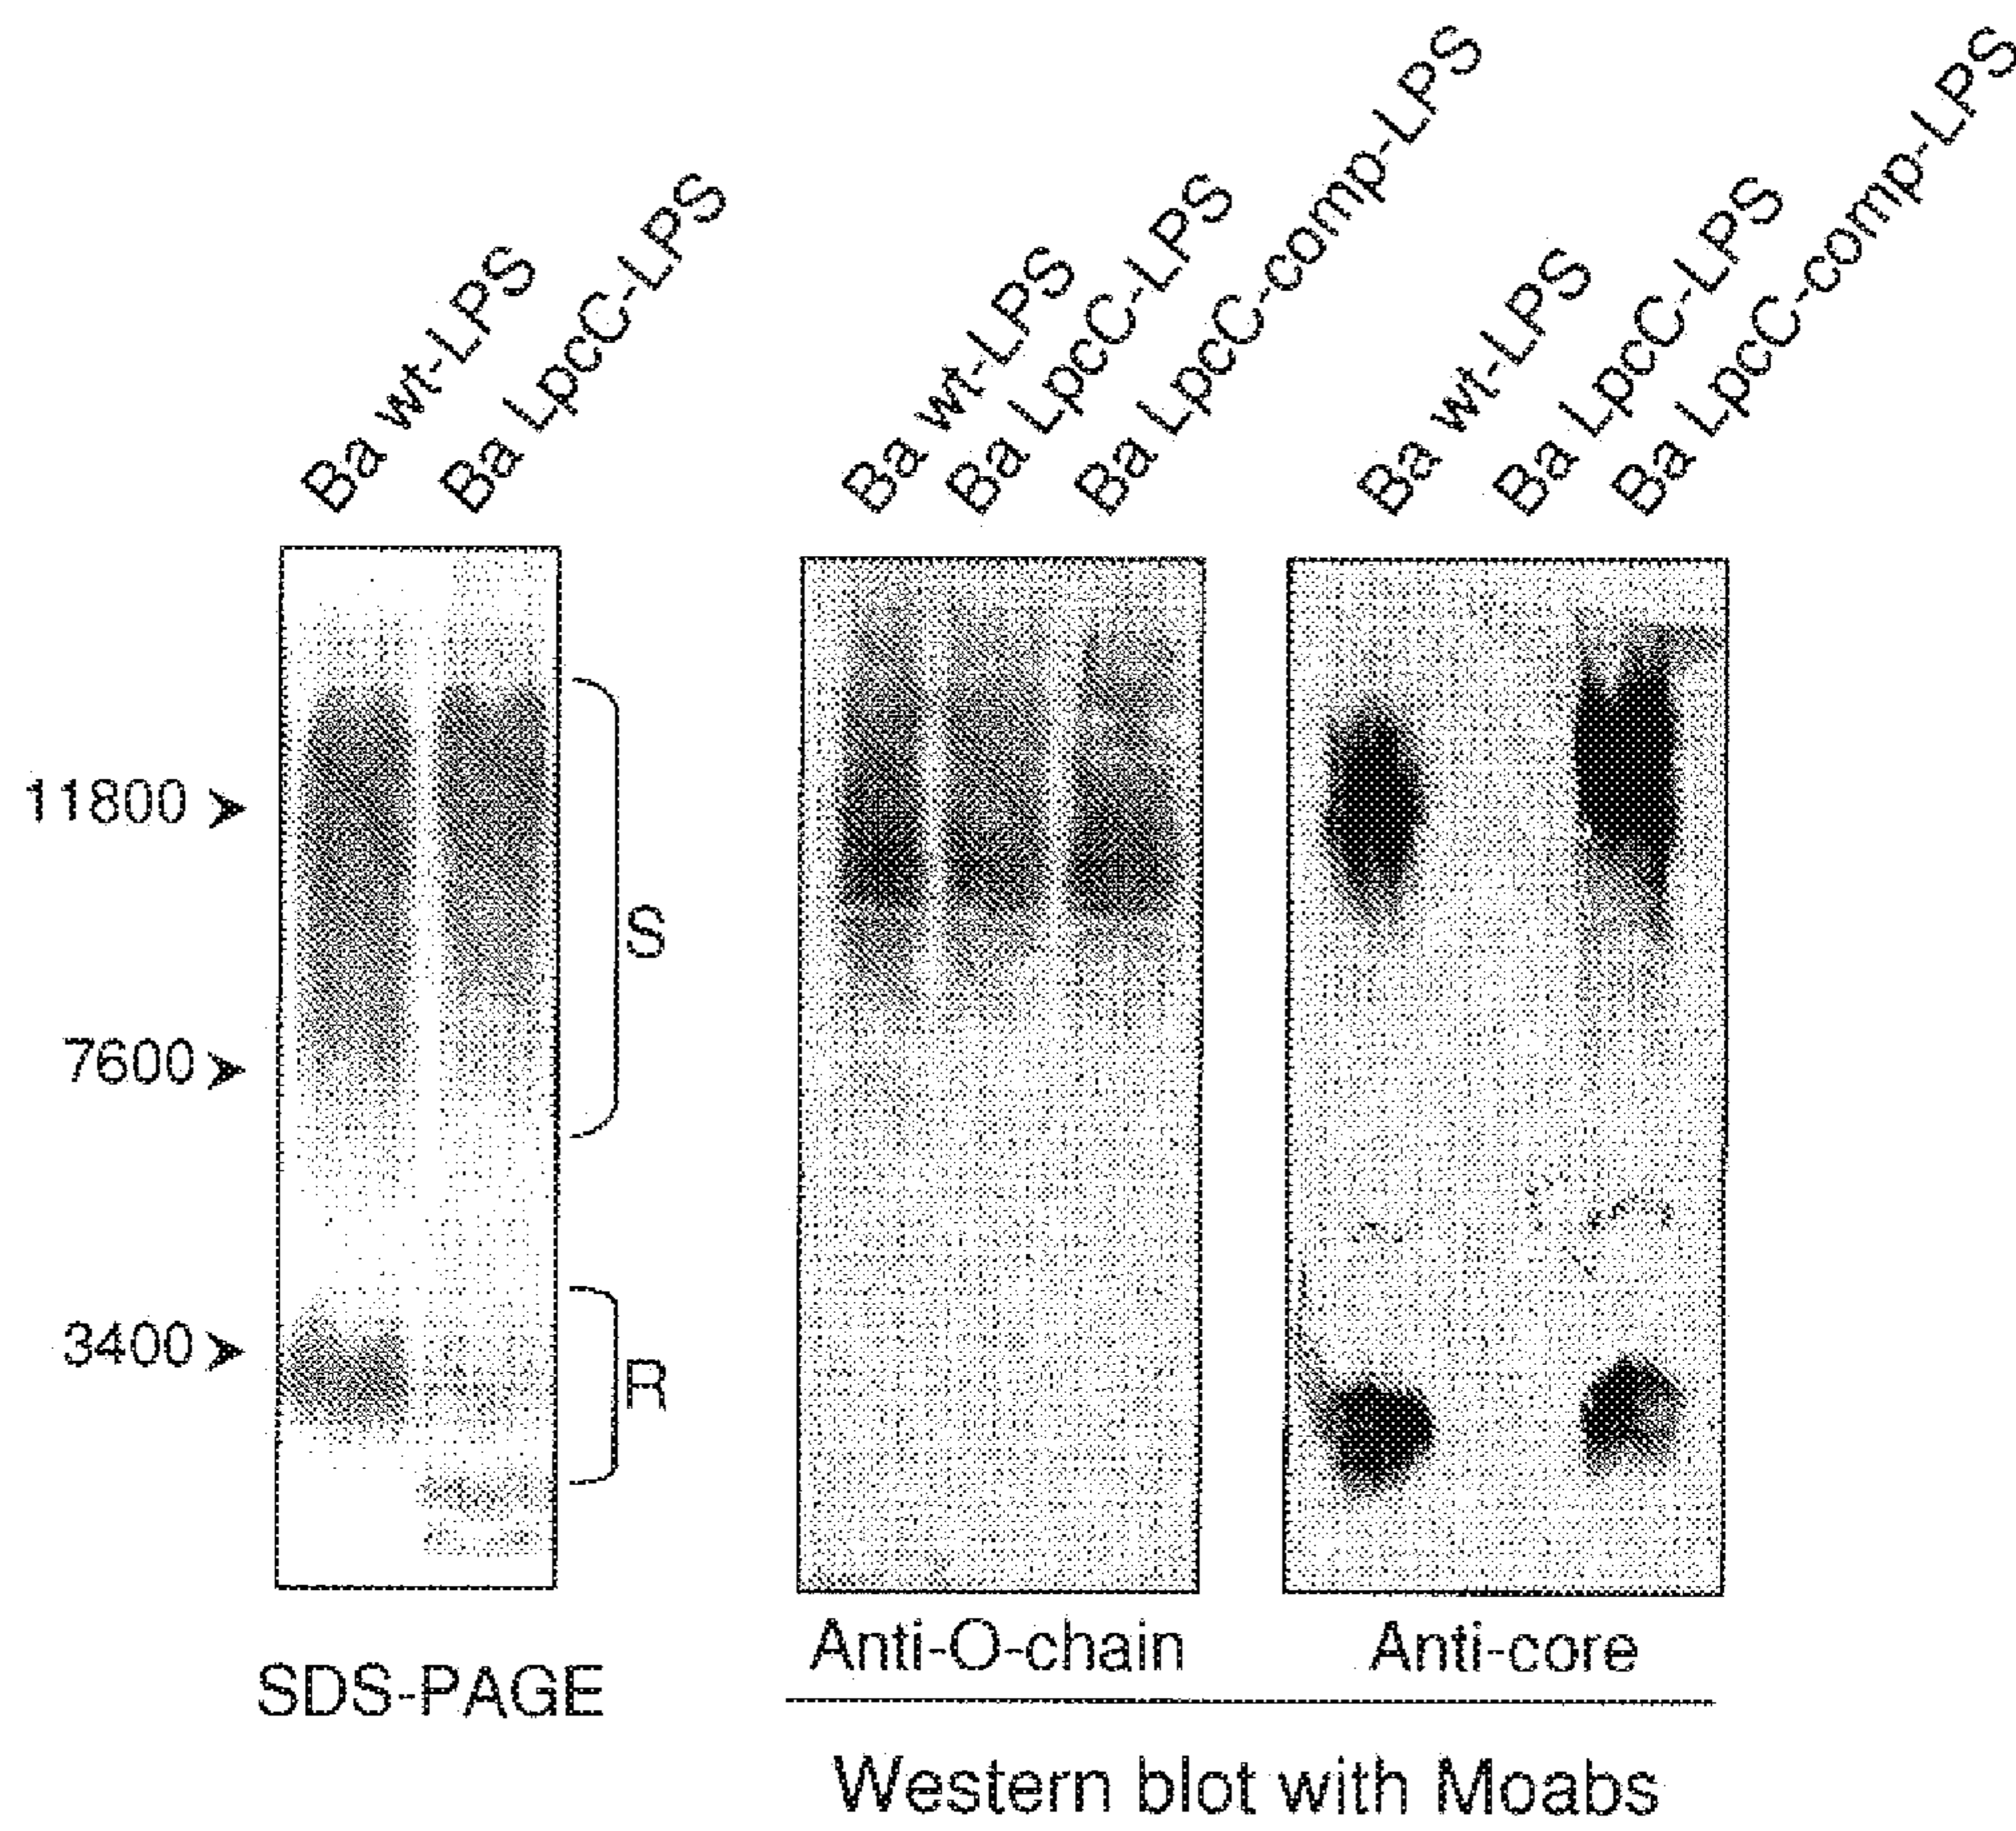 Ba wt-LPS
Ba LpcC-LPS
Ba wt-LPS
Ba LpcC-LPS
Ba LpcC-comp-LPS
Ba wt-LPS
Ba LpcC-LPS
Ba LpcC-comp-LPS
11800
7600
3400
S
R
SDS-PAGE
Anti-O-chain
Anti-core
Western blot with Moabs